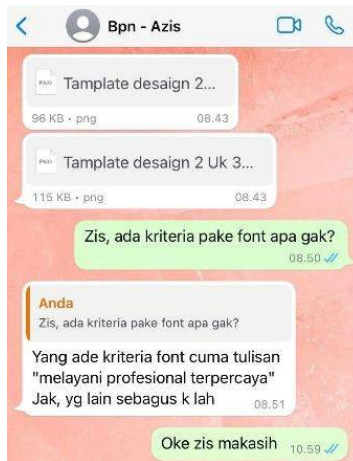 Bpn - Azis
PNG Tamplate desaign 2...
96 KB • png 08.43
PNG Tamplate desaign 2 Uk 3...
115 KB • png 08.43
Zis, ada kriteria pake font apa gak?
08.50
Anda
Zis, ada kriteria pake font apa gak?
Yang ade kriteria font cuma tulisan
"melayani profesional terpercaya"
Jak, yg lain sebagus k lah 08.51
Oke zis makasih 10.59